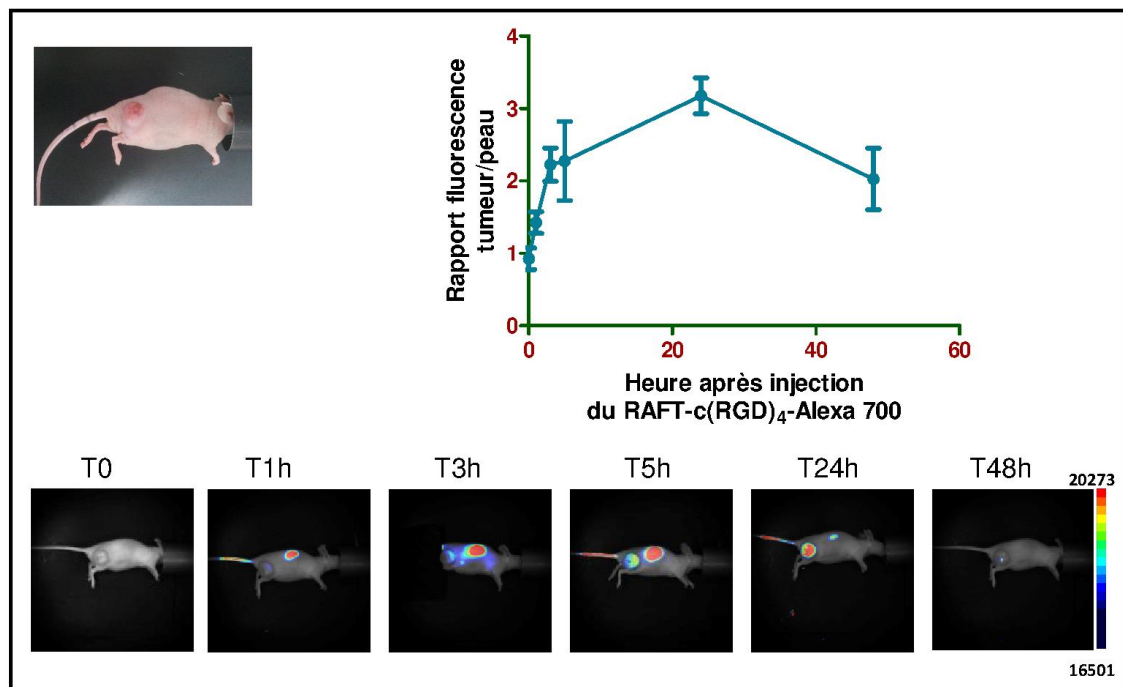 4
3
2
1
0
Rapport fluorescence
tumeur/peau
0 20 40 60
Heure après injection
du RAFT-c(RGD)₄-Alexa 700
T0 T1h T3h T5h T24h T48h
20273
16501